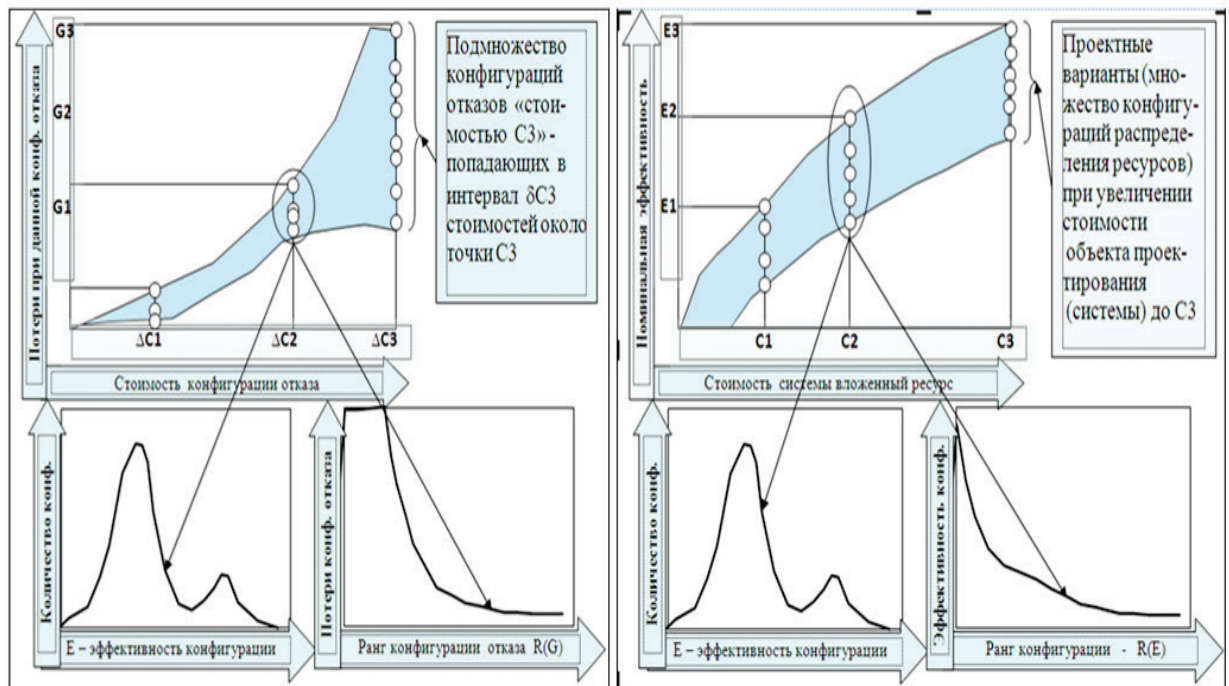 Потери при данной конф. отказа
G3
G2
G1
ΔC1
ΔC2
ΔC3
Стоимость конфигурации отказа
Подмножество
конфигураций
отказов «стои-
мостью С3» -
попадающих в
интервал δС3
стоимостей около
точки С3
Количество конф.
E – эффективность конфигурации
Потери конф. отказа
Ранг конфигурации отказа R(G)
Номинальная эффективность
E3
E2
E1
C1
C2
C3
Стоимость системы вложенный ресурс
Проектные
варианты (мно-
жество конфигу-
раций распреде-
ления ресурсов)
при увеличении
стоимости
объекта проек-
тирования
(системы) до С3
Количество конф.
E – эффективность конфигурации
Эффективность конф.
Ранг конфигурации - R(E)